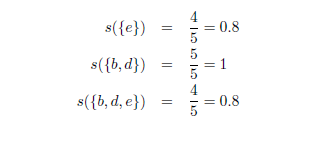 s({e}) = 4/5 = 0.8
s({b, d}) = 5/5 = 1
s({b, d, e}) = 4/5 = 0.8